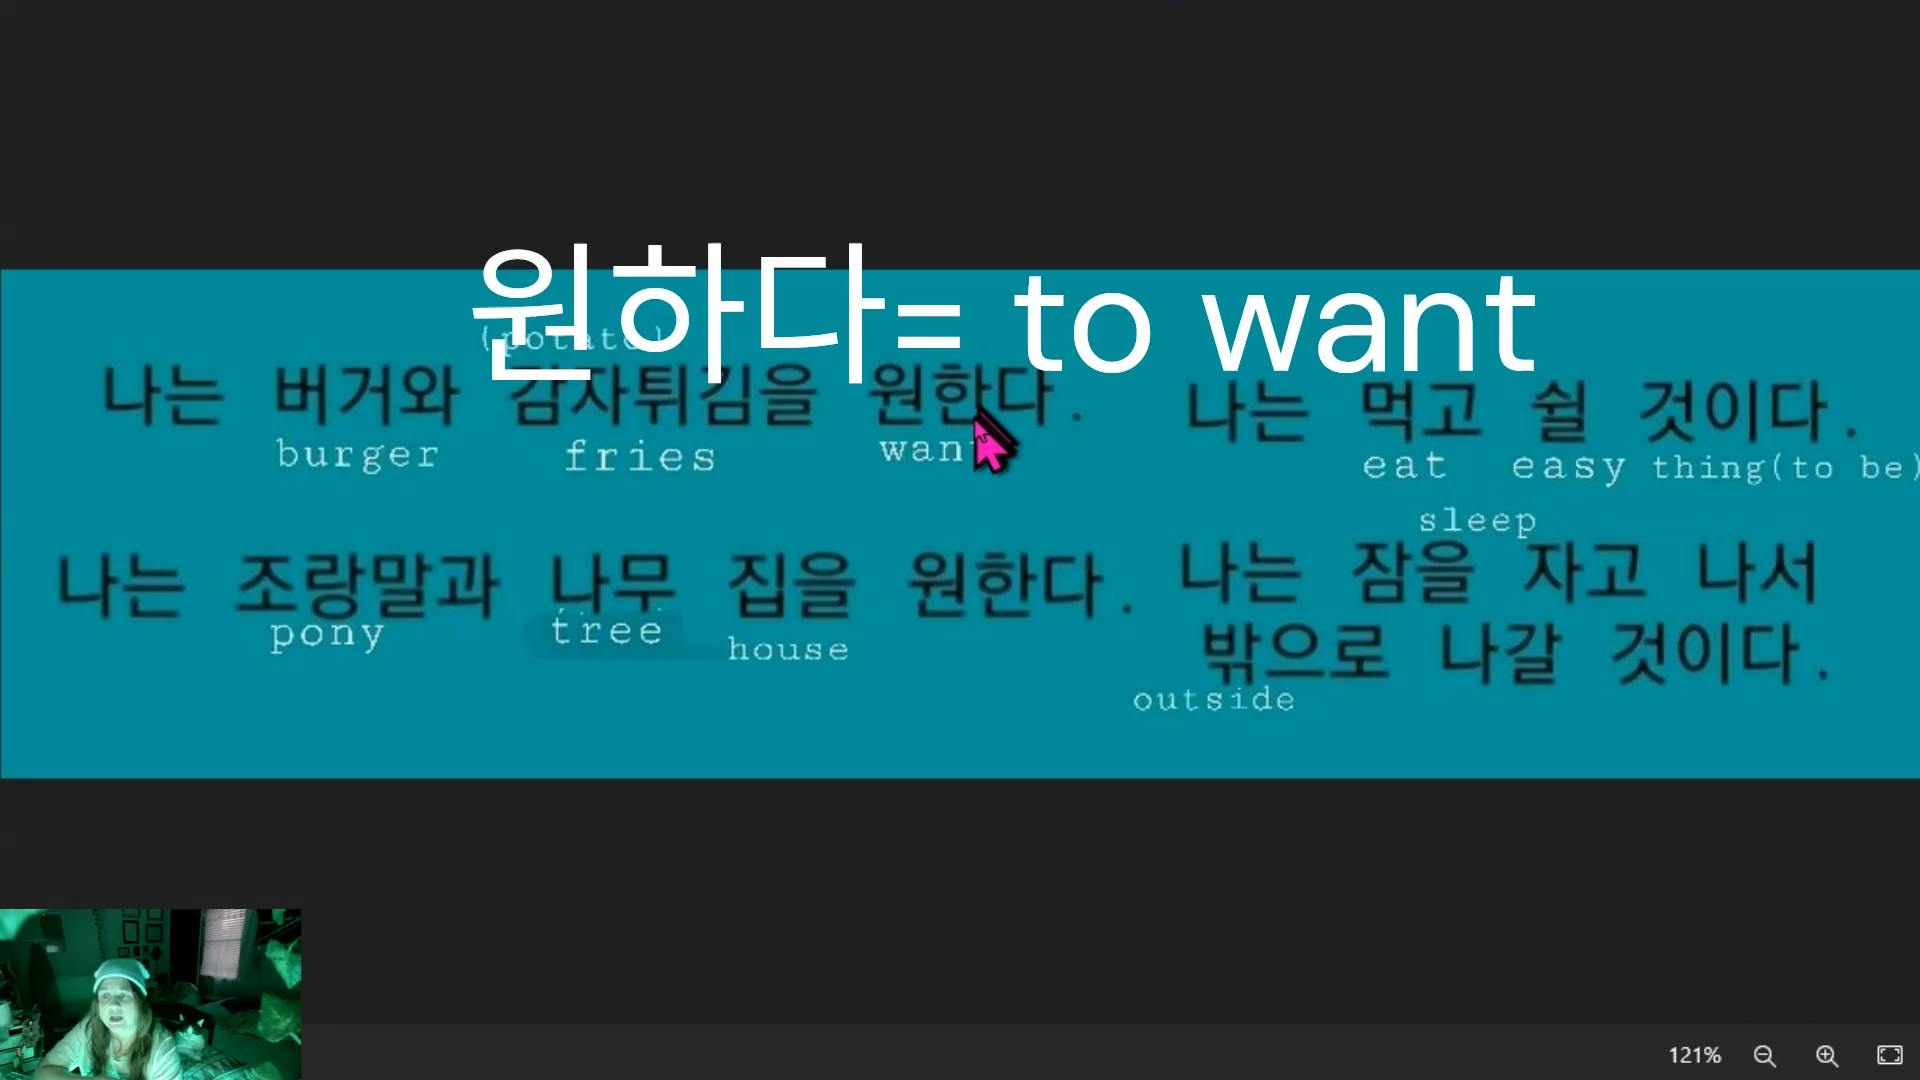 원하다= to want
(potato)
나는 버거와 감자튀김을 원한다.
burger fries wan
나는 조랑말과 나무 집을 원한다.
pony tree house
나는 먹고 쉴 것이다.
eat easy thing(to be)
sleep
나는 잠을 자고 나서
밖으로 나갈 것이다.
outside
121%